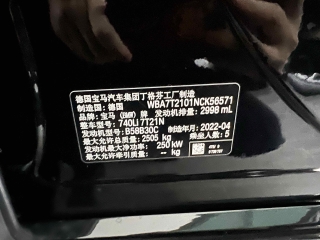 德国宝马汽车集团丁格芬工厂制造
制造国：德国 WBA7T2101NCK56571
品牌：宝马（BMW）牌 发动机排量：2998 mL
整车型号：740Li 7T21N
发动机型号：B58B30C 制造年月：2022-04
最大允许总质量：2505 kg 乘坐人数：5
发动机最大净功率：250 kW
最大允许牵引质量：-- kg